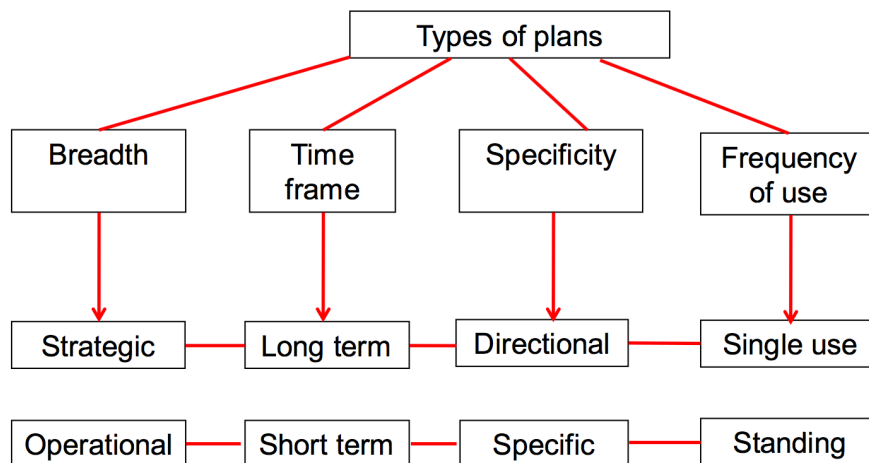 Types of plans
Breadth
Time
frame
Specificity
Frequency
of use
Strategic
Long term
Directional
Single use
Operational
Short term
Specific
Standing